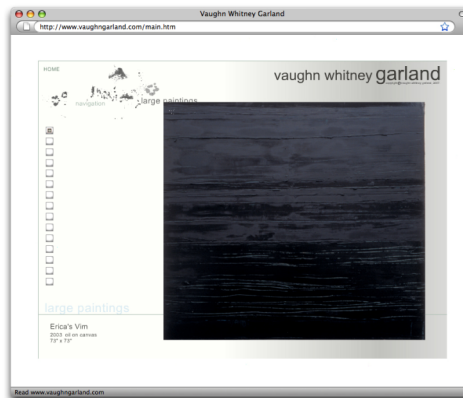 Vaughn Whitney Garland
http://www.vaughngarland.com/main.htm
HOME
vaughn whitney garland
navigation
large paintings
large paintings
Erica's Vim
2003 oil on canvas
73" x 73"
Read www.vaughngarland.com